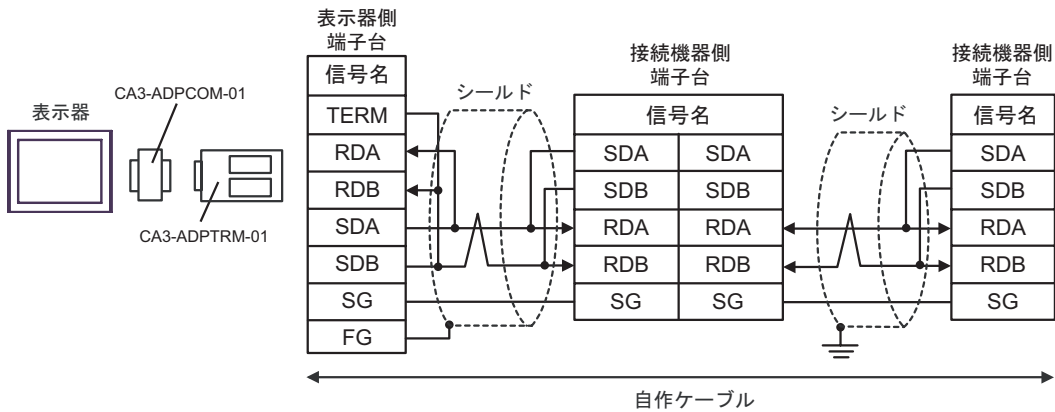 表示器
CA3-ADPCOM-01
CA3-ADPTRM-01
表示器側
端子台
信号名
TERM
RDA
RDB
SDA
SDB
SG
FG
シールド
接続機器側
端子台
信号名
SDA SDA
SDB SDB
RDA RDA
RDB RDB
SG SG
シールド
接続機器側
端子台
信号名
SDA
SDB
RDA
RDB
SG
自作ケーブル